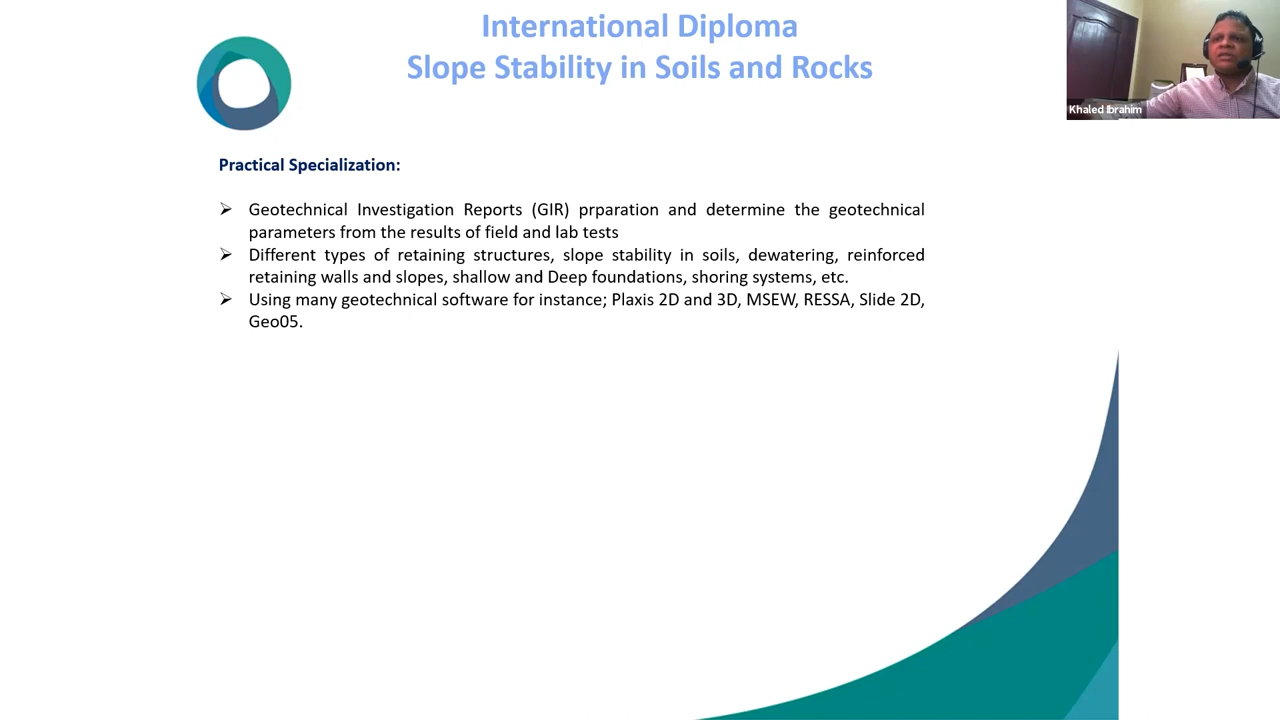 International Diploma
Slope Stability in Soils and Rocks
Khaled Ibrahim
Practical Specialization:
➢ Geotechnical Investigation Reports (GIR) prparation and determine the geotechnical
parameters from the results of field and lab tests
➢ Different types of retaining structures, slope stability in soils, dewatering, reinforced
retaining walls and slopes, shallow and Deep foundations, shoring systems, etc.
➢ Using many geotechnical software for instance; Plaxis 2D and 3D, MSEW, RESSA, Slide 2D,
Geo05.